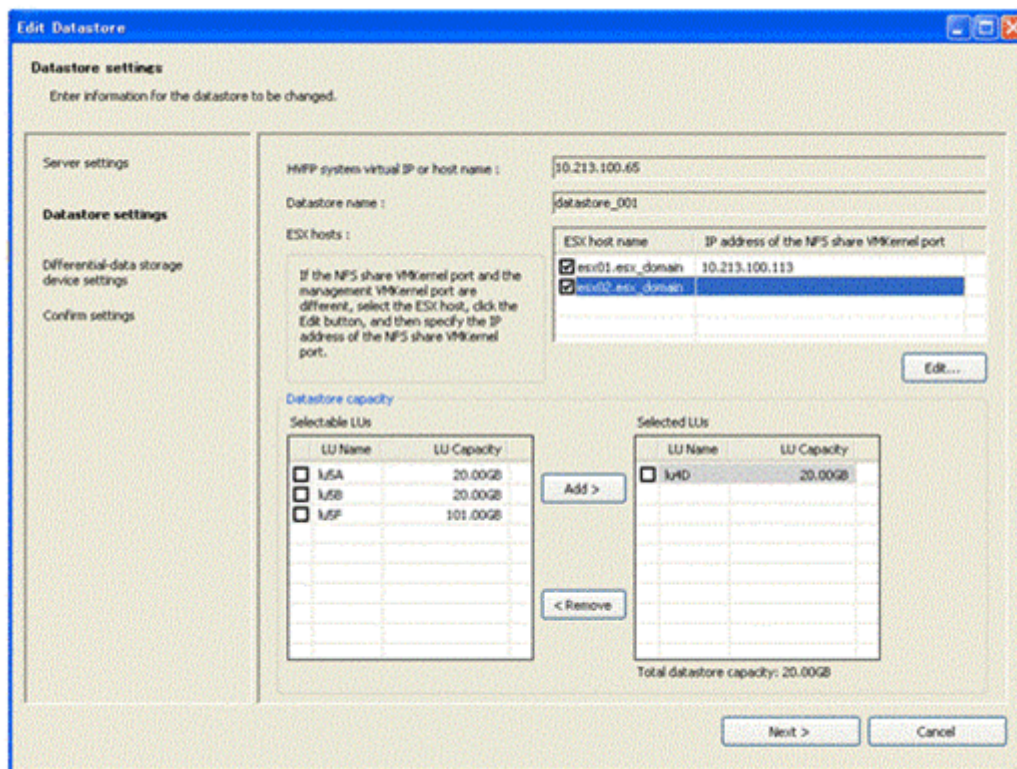 Edit Datastore
Datastore settings
Enter information for the datastore to be changed.
Server settings
Datastore settings
Differential-data storage
device settings
Confirm settings
HVFP system virtual IP or host name :
10.213.100.65
Datastore name :
datastore_001
ESX hosts :
If the NFS share VMKernel port and the
management VMKernel port are
different, select the ESX host, click the
Edit button, and then specify the IP
address of the NFS share VMKernel
port.
ESX host name IP address of the NFS share VMKernel port
esx01.esx_domain 10.213.100.113
esx02.esx_domain
Edit...
Datastore capacity
Selectable LUs
LU Name LU Capacity
lu5A 20.00GB
lu5B 20.00GB
lu5F 101.00GB
Add >
< Remove
Selected LUs
LU Name LU Capacity
lu4D 20.00GB
Total datastore capacity: 20.00GB
Next >
Cancel